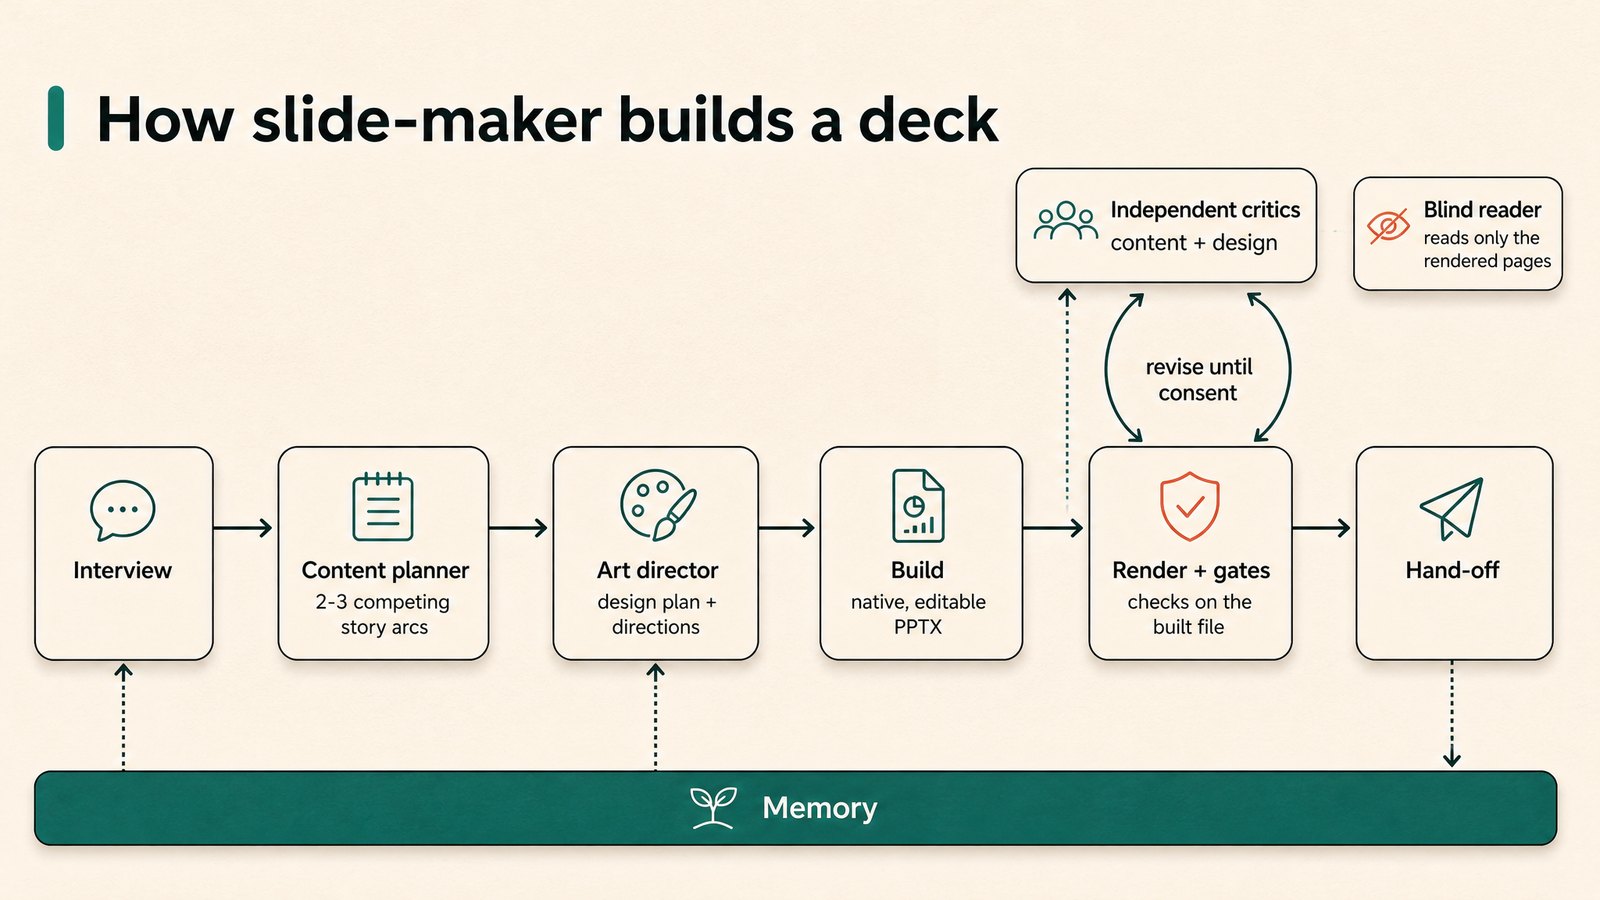 How slide-maker builds a deck
Independent critics
content + design
Blind reader
reads only the
rendered pages
revise until
consent
Interview
Content planner
2-3 competing
story arcs
Art director
design plan +
directions
Build
native, editable
PPTX
Render + gates
checks on the
built file
Hand-off
Memory